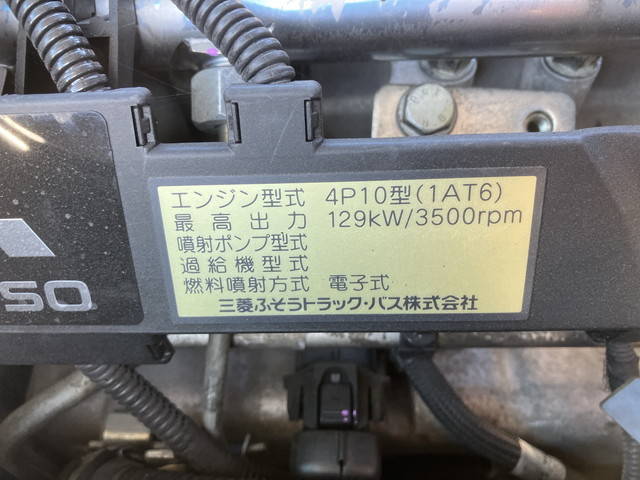 エンジン型式 4P10型(1AT6)
最高出力 129kW/3500rpm
噴射ポンプ型式
過給機型式
燃料噴射方式 電子式
三菱ふそうトラック・バス株式会社
SO